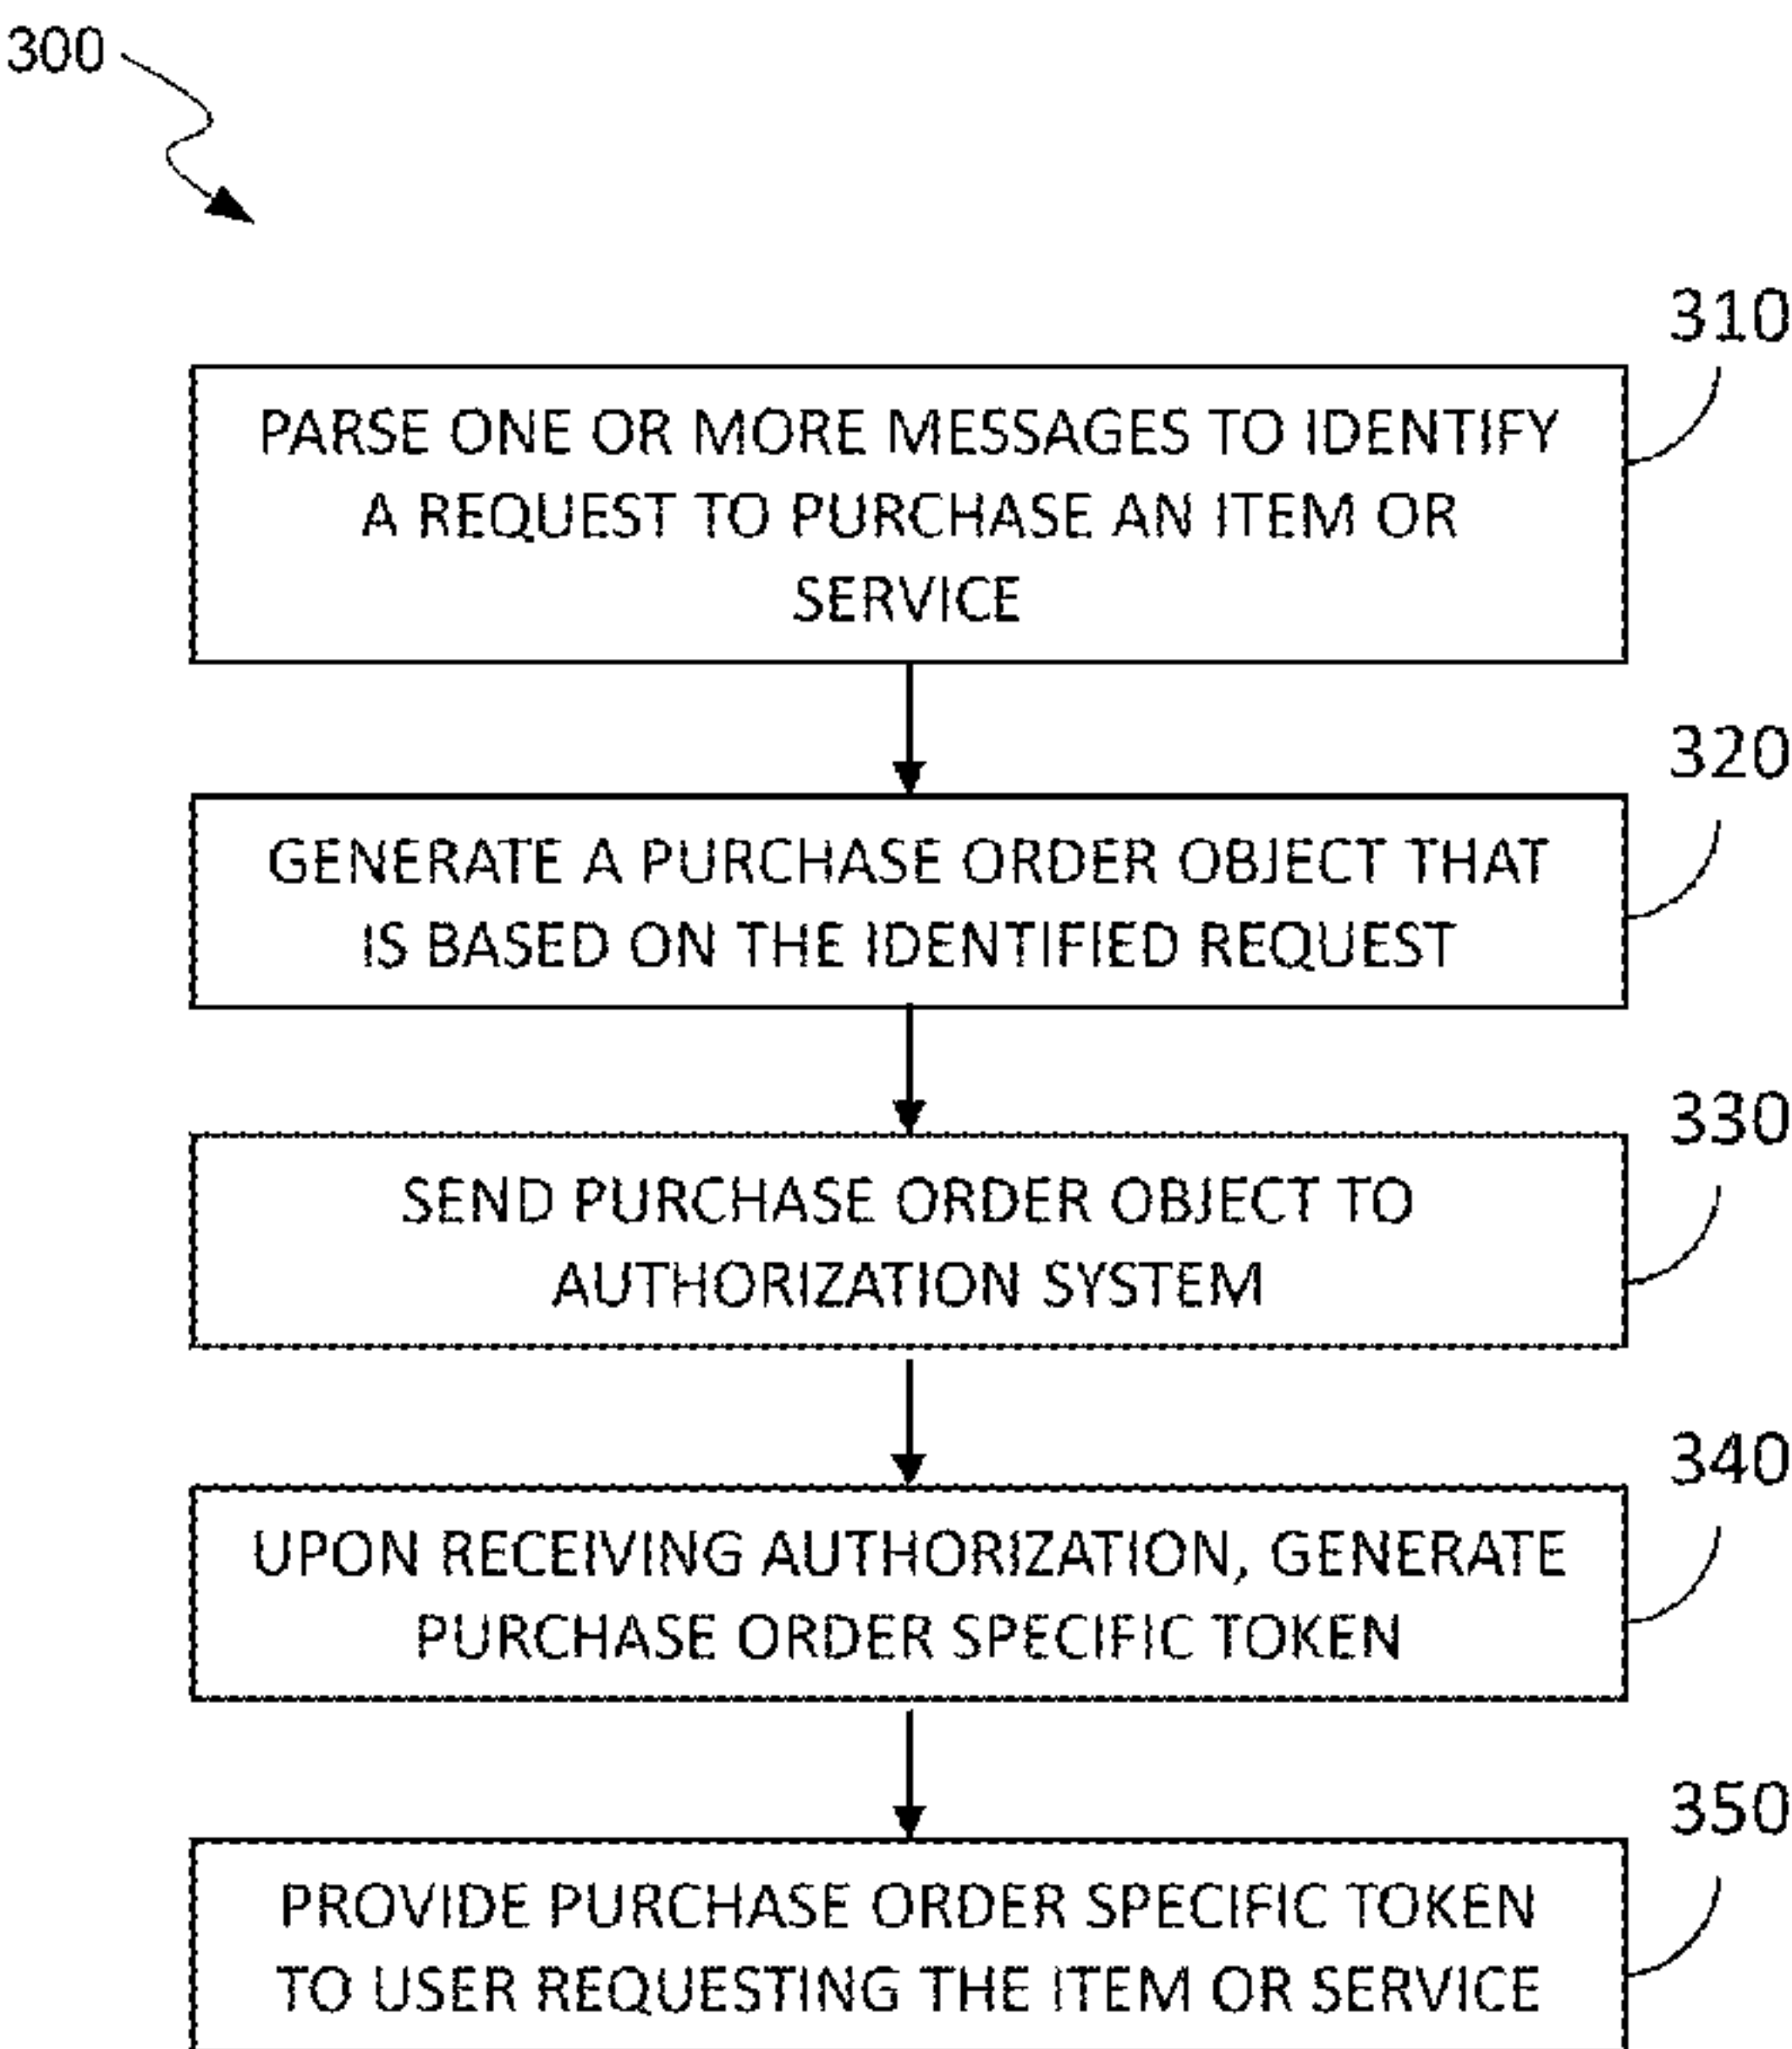 300
310
PARSE ONE OR MORE MESSAGES TO IDENTIFY
A REQUEST TO PURCHASE AN ITEM OR
SERVICE
320
GENERATE A PURCHASE ORDER OBJECT THAT
IS BASED ON THE IDENTIFIED REQUEST
330
SEND PURCHASE ORDER OBJECT TO
AUTHORIZATION SYSTEM
340
UPON RECEIVING AUTHORIZATION, GENERATE
PURCHASE ORDER SPECIFIC TOKEN
350
PROVIDE PURCHASE ORDER SPECIFIC TOKEN
TO USER REQUESTING THE ITEM OR SERVICE